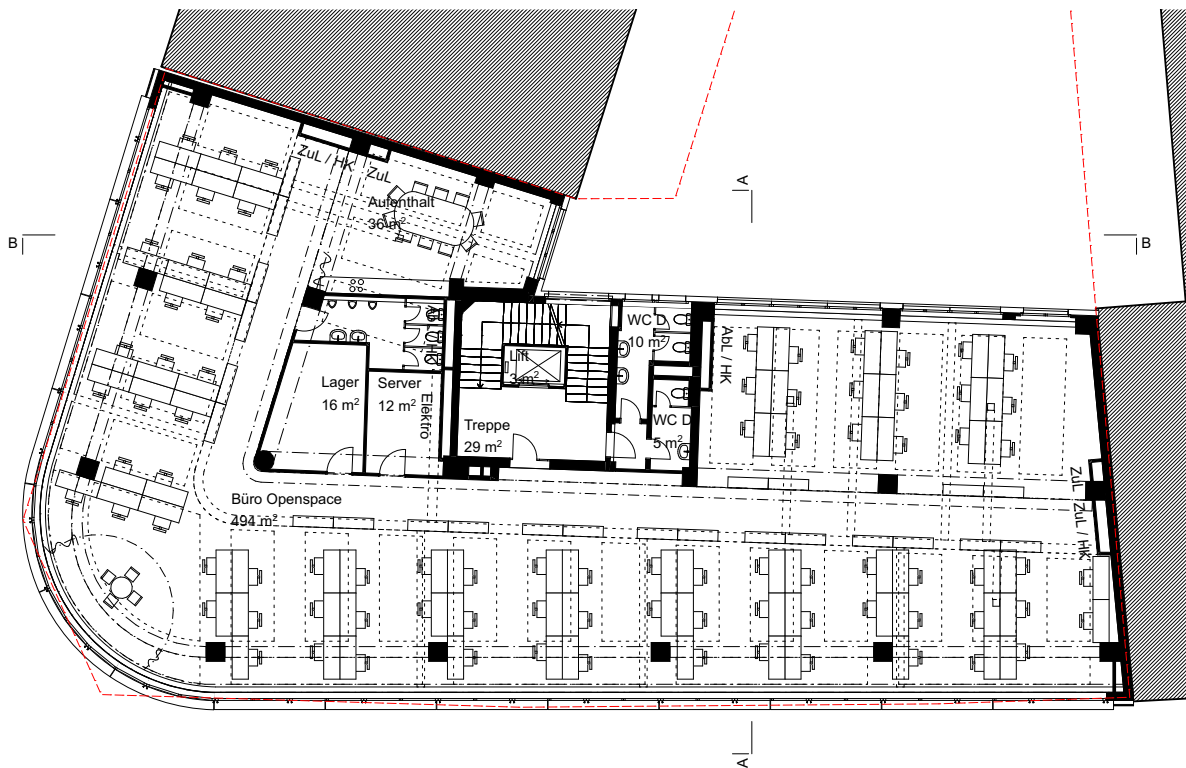 A
B
B
ZuL / HK
ZuL
Aufenthalt
36 m²
WC D
10 m²
AbL / HK
Lift
3 m²
Lager
16 m²
Server
12 m²
Elektro
Treppe
29 m²
WC D
5 m²
ZuL
ZuL / HK
Büro Openspace
494 m²
A